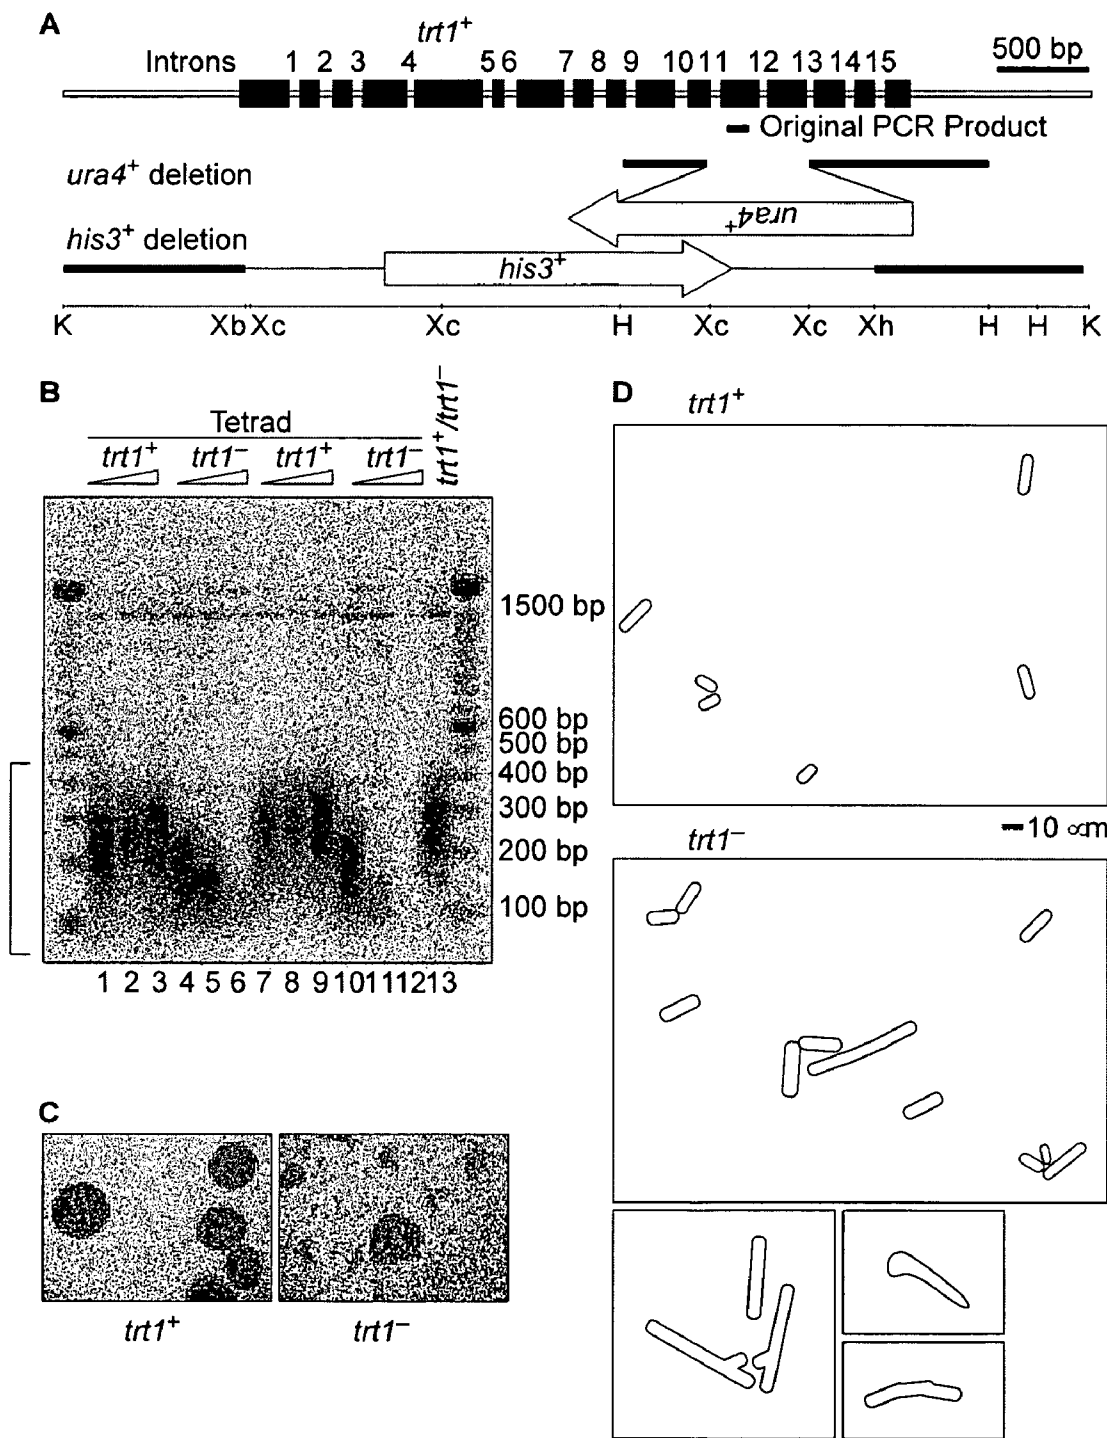 A
trt1+
Introns 1 2 3 4 5 6 7 8 9 10 11 12 13 14 15
500 bp
Original PCR Product
ura4+ deletion
ura4+
his3+ deletion
his3+
K Xb Xc Xc H Xc Xc Xh H H K
B
Tetrad
trt1+ trt1− trt1+ trt1−
trt1+/trt1−
1500 bp
600 bp
500 bp
400 bp
300 bp
200 bp
100 bp
1 2 3 4 5 6 7 8 9 10 11 12 13
C
trt1+ trt1−
D
trt1+
10 ∝m
trt1−